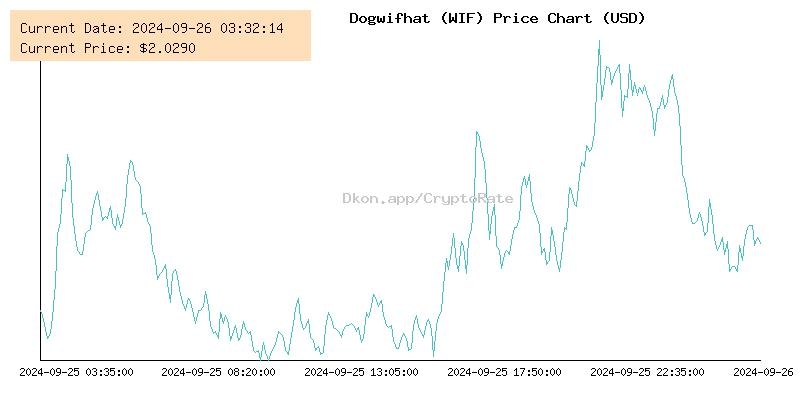 Dogwifhat (WIF) Price Chart (USD)
Current Date: 2024-09-26 03:32:14
Current Price: $2.0290
Dkon.app/CryptoRate
2024-09-25 03:35:00 2024-09-25 08:20:00 2024-09-25 13:05:00 2024-09-25 17:50:00 2024-09-25 22:35:00 2024-09-26